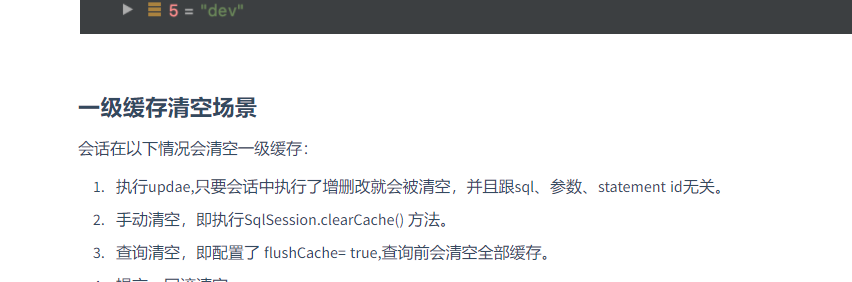 5 = "dev"
一级缓存清空场景
会话在以下情况会清空一级缓存：
1. 执行updae,只要会话中执行了增删改就会被清空，并且跟sql、参数、statement id无关。
2. 手动清空，即执行SqlSession.clearCache() 方法。
3. 查询清空，即配置了 flushCache= true,查询前会清空全部缓存。